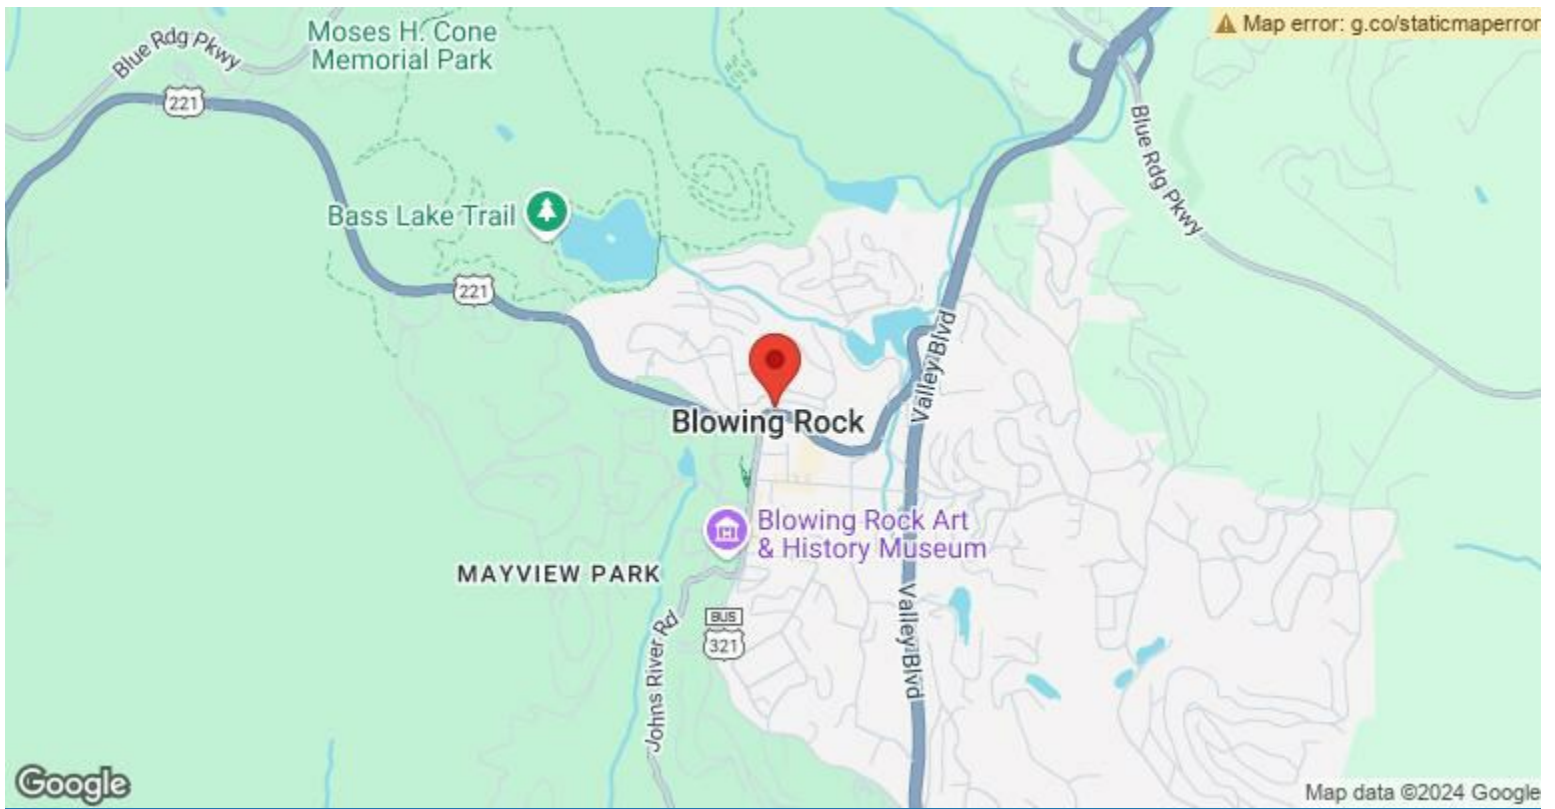 Moses H. Cone
Memorial Park
Map error: g.co/staticmaperror
Blue Rdg Pkwy
221
Blue Rdg Pkwy
Bass Lake Trail
221
Valley Blvd
Blowing Rock
Blowing Rock Art
& History Museum
MAYVIEW PARK
Valley Blvd
BUS
321
Johns River Rd
Google
Map data ©2024 Google